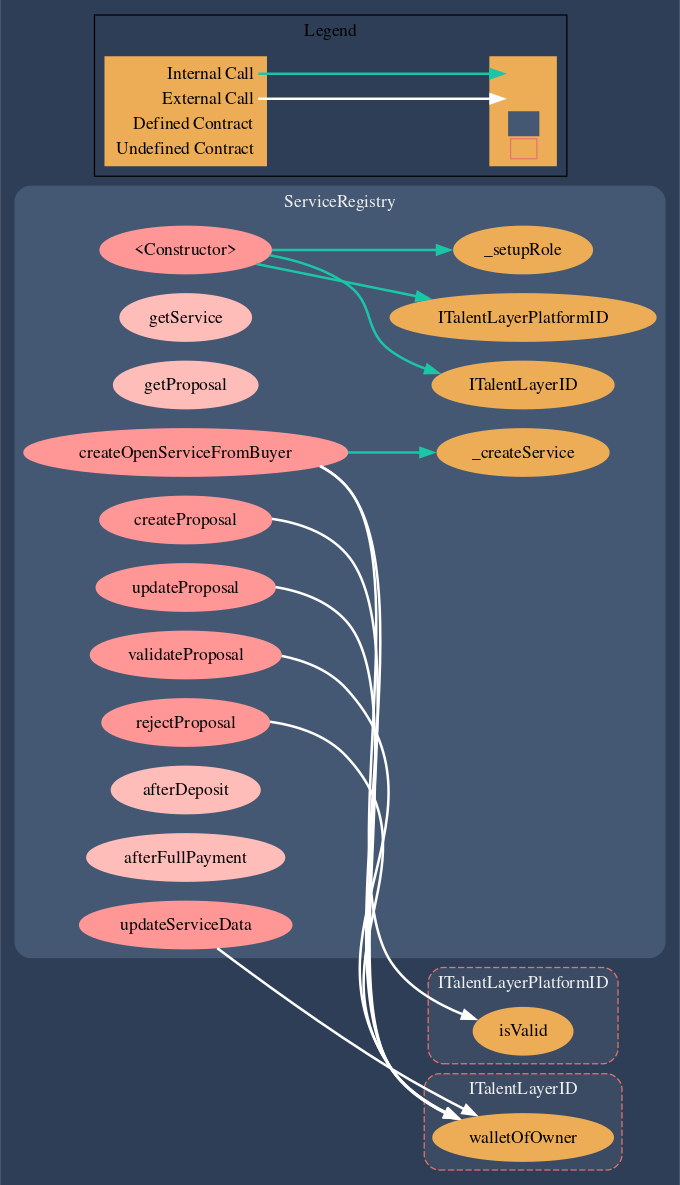 Legend
Internal Call
External Call
Defined Contract
Undefined Contract
ServiceRegistry
<Constructor>
_setupRole
getService
ITalentLayerPlatformID
getProposal
ITalentLayerID
createOpenServiceFromBuyer
_createService
createProposal
updateProposal
validateProposal
rejectProposal
afterDeposit
afterFullPayment
updateServiceData
ITalentLayerPlatformID
isValid
ITalentLayerID
walletOfOwner